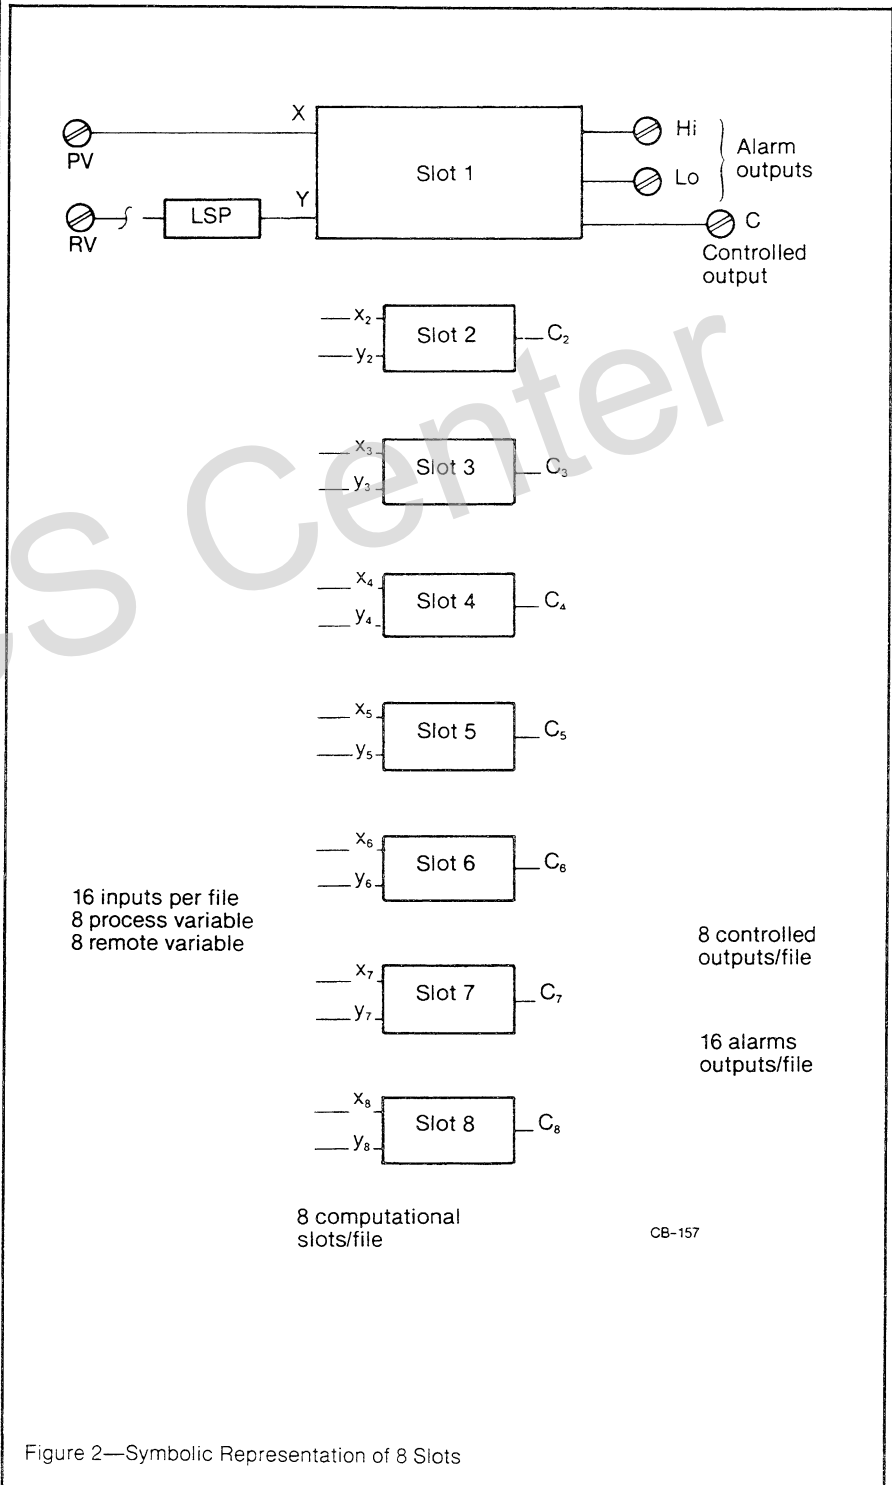 X
PV
Slot 1
Hi
Lo
Alarm
outputs
Y
LSP
RV
C
Controlled
output
x₂
y₂
Slot 2
C₂
x₃
y₃
Slot 3
C₃
x₄
y₄
Slot 4
C₄
x₅
y₅
Slot 5
C₅
x₆
y₆
Slot 6
C₆
16 inputs per file
8 process variable
8 remote variable
8 controlled
outputs/file
x₇
y₇
Slot 7
C₇
16 alarms
outputs/file
x₈
y₈
Slot 8
C₈
8 computational
slots/file
CB-157
Figure 2—Symbolic Representation of 8 Slots
S Center